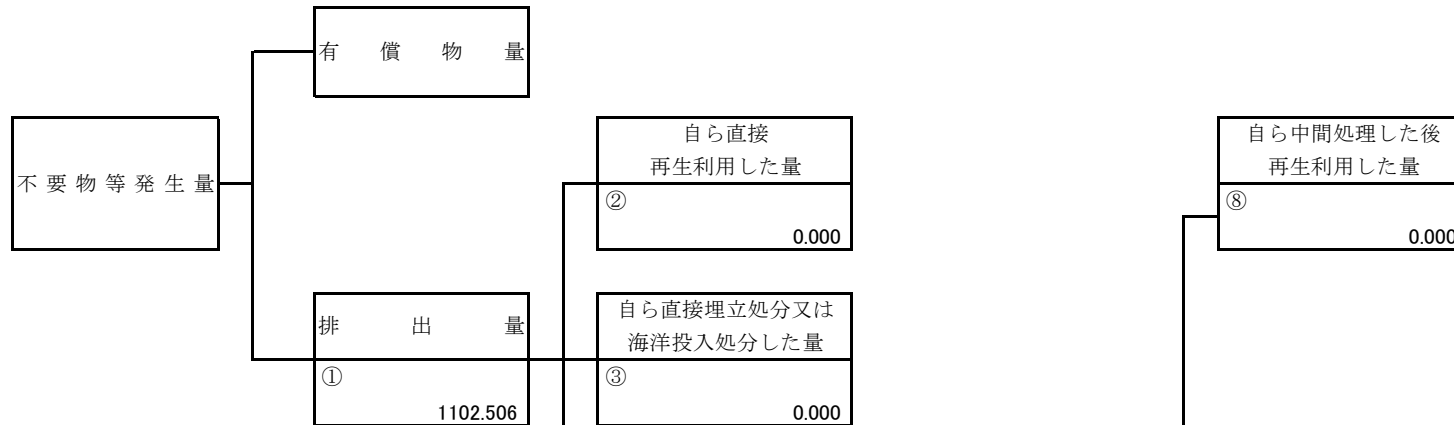 有償物量
不要物等発生量
自ら直接
再生利用した量
②
0.000
自ら中間処理した後
再生利用した量
⑧
0.000
排出量
①
1102.506
自ら直接埋立処分又は
海洋投入処分した量
③
0.000